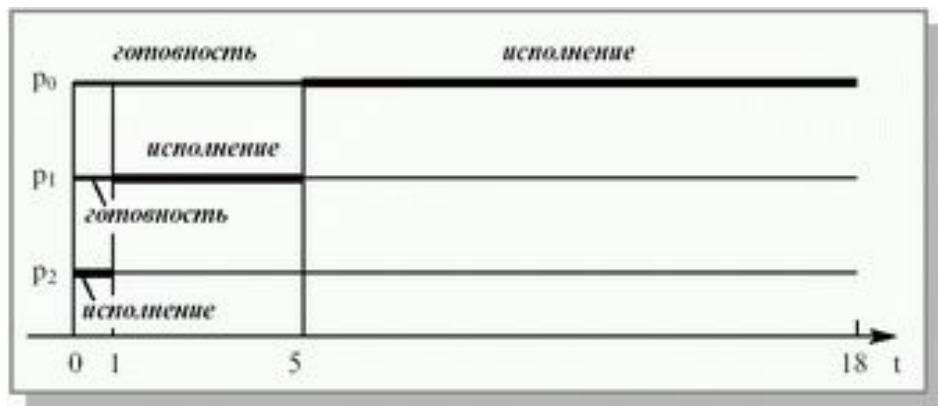 готовность исполнение
p0
исполнение
p1
готовность
p2
исполнение
0 1 5 18 t